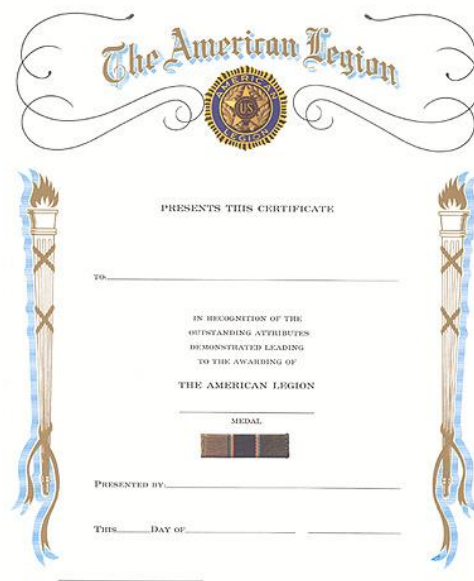 The American Legion
AMERICAN
US
LEGION
PRESENTS THIS CERTIFICATE
TO:
IN RECOGNITION OF THE
OUTSTANDING ATTRIBUTES
DEMONSTRATED LEADING
TO THE AWARDING OF
THE AMERICAN LEGION
MEDAL
PRESENTED BY:
THIS DAY OF